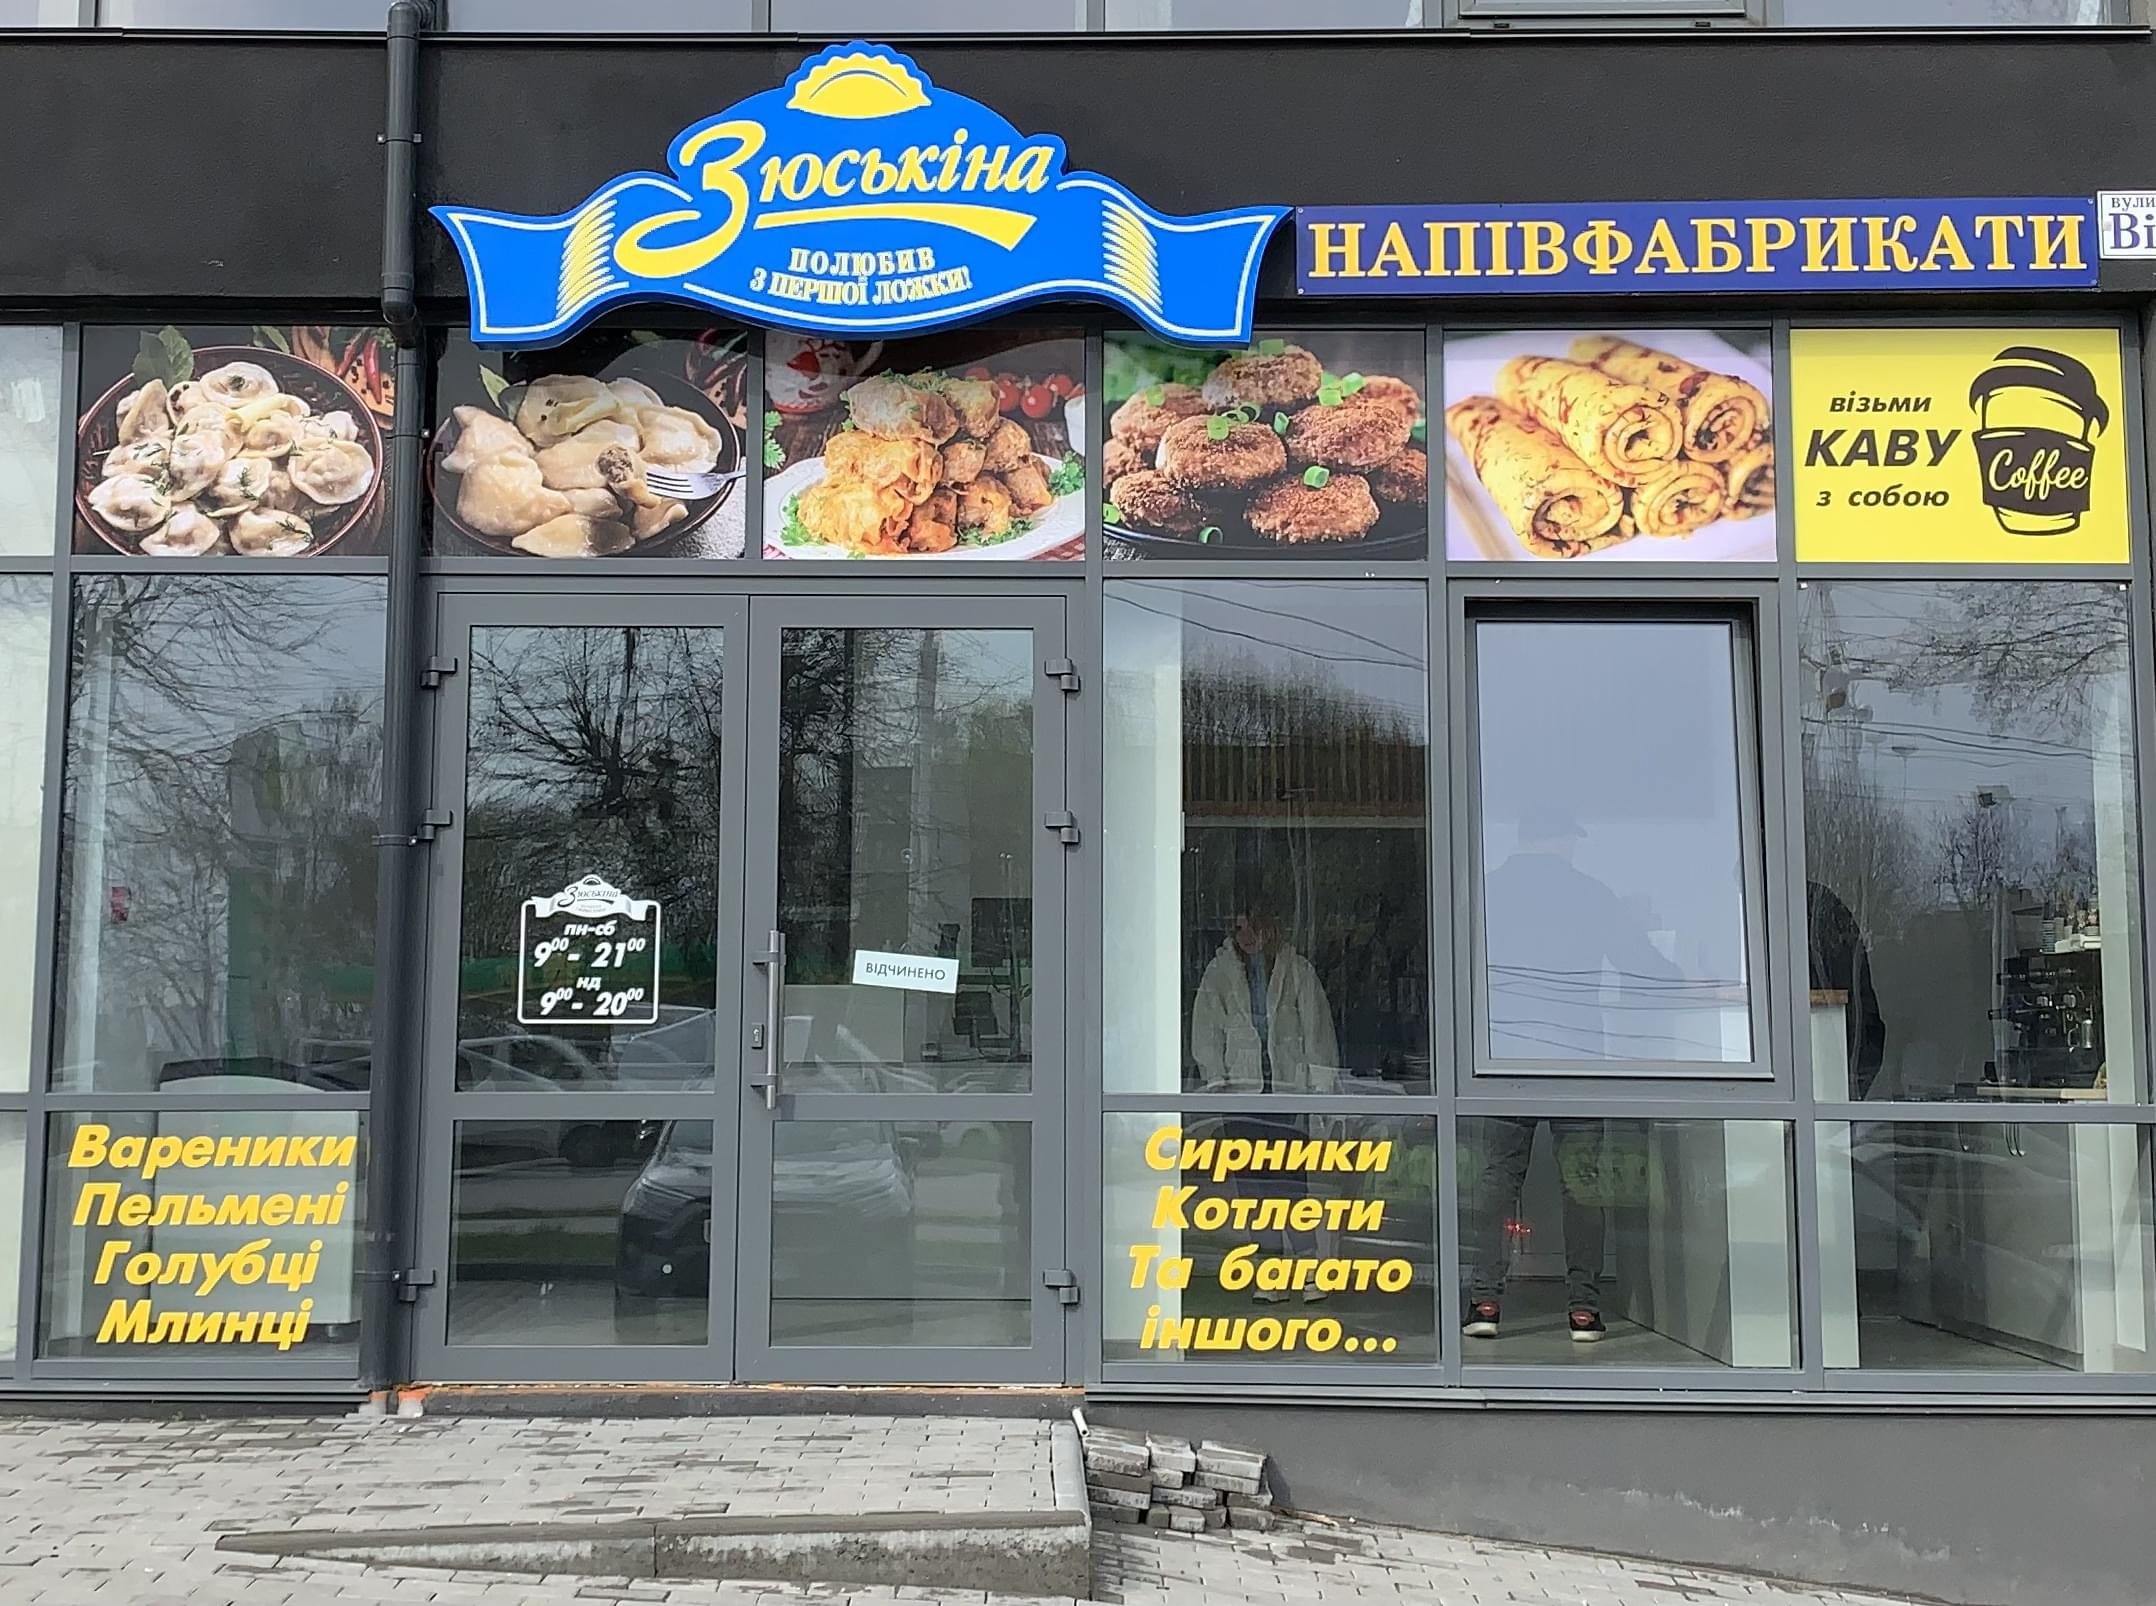 Зюськіна
ПОЛЮБИВ
З ПЕРШОЇ ЛОЖКИ!
НАПІВФАБРИКАТИ
візьми
КАВУ
з собою
Coffee
Зюськіна
пн-сб
9⁰⁰ - 21⁰⁰
нд
9⁰⁰ - 20⁰⁰
ВІДЧИНЕНО
Вареники
Пельмені
Голубці
Млинці
Сирники
Котлети
Та багато
іншого...